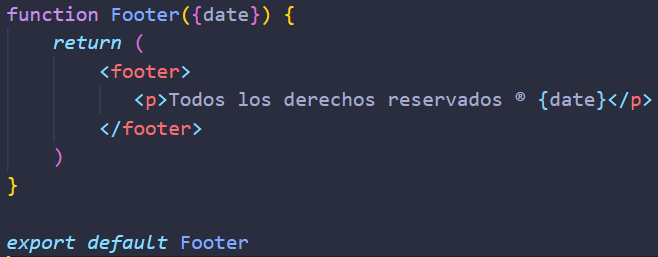 function Footer({date}) {
return (
<footer>
<p>Todos los derechos reservados ® {date}</p>
</footer>
)
}
export default Footer